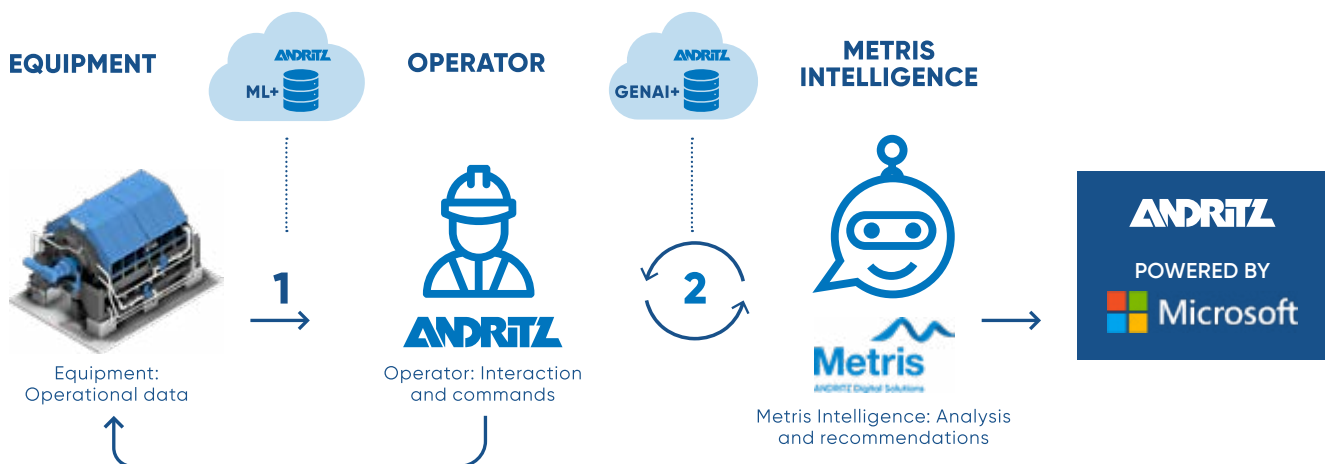 EQUIPMENT
ANDRITZ
ML+
OPERATOR
ANDRITZ
GENAI+
METRIS
INTELLIGENCE
1
2
ANDRITZ
Equipment:
Operational data
Operator: Interaction
and commands
Metris
ANDRITZ Digital Solutions
Metris Intelligence: Analysis
and recommendations
ANDRITZ
POWERED BY
Microsoft